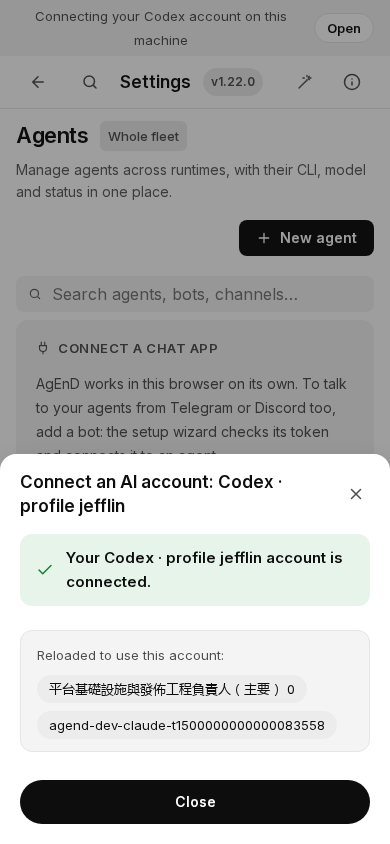 Connecting your Codex account on this
machine
Open
Settings
v1.22.0
Agents
Whole fleet
Manage agents across runtimes, with their CLI, model
and status in one place.
New agent
Search agents, bots, channels...
CONNECT A CHAT APP
AgEnD works in this browser on its own. To talk
to your agents from Telegram or Discord too,
add a bot: the setup wizard checks its token
Connect an AI account: Codex ·
profile jefflin
Your Codex · profile jefflin account is
connected.
Reloaded to use this account:
平台基礎設施與發佈工程負責人（主要）0
agend-dev-claude-t1500000000000083558
Close